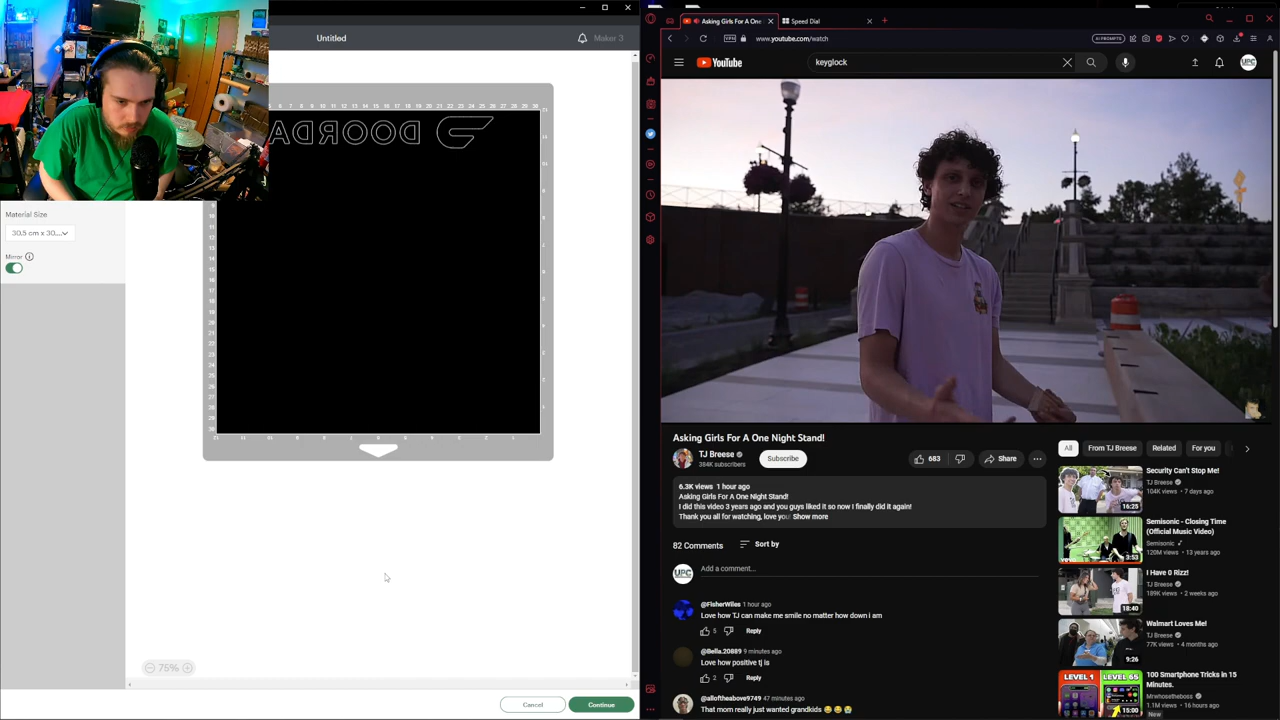 Untitled
Maker 3
Material Size
30.5 cm x 30....
Mirror
DOORDA
75%
Cancel
Continue
Asking Girls For A One
Speed Dial
VPN
www.youtube.com/watch
AI PROMPTS
YouTube
keyglock
UPC
Asking Girls For A One Night Stand!
TJ Breese
384K subscribers
Subscribe
683
Share
6.3K views 1 hour ago
Asking Girls For A One Night Stand!
I did this video 3 years ago and you guys liked it so now I finally did it again!
Thank you all for watching, love you Show more
82 Comments
Sort by
UPC
Add a comment...
@FisherWiles 1 hour ago
Love how TJ can make me smile no matter how down i am
5
Reply
@Bella.20889 9 minutes ago
Love how positive tj is
2
Reply
@alloftheabove9749 47 minutes ago
That mom really just wanted grandkids 😂😂😭
All
From TJ Breese
Related
For you
Security Can't Stop Me!
TJ Breese
104K views • 7 days ago
16:25
Semisonic - Closing Time
(Official Music Video)
Semisonic
120M views • 13 years ago
3:53
I Have 0 Rizz!
TJ Breese
189K views • 2 weeks ago
18:40
Walmart Loves Me!
TJ Breese
77K views • 4 months ago
9:26
100 Smartphone Tricks in 15
Minutes.
Mrwhosetheboss
1.1M views • 16 hours ago
New
LEVEL 1
LEVEL 65
15:00